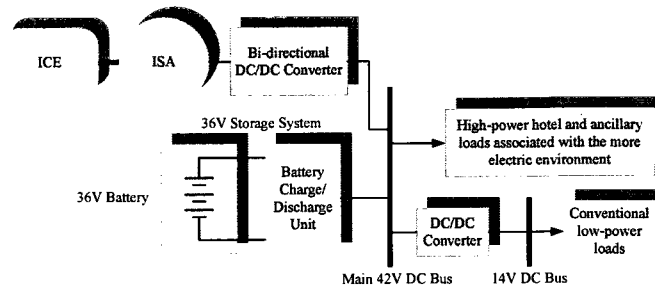 ICE
ISA
Bi-directional
DC/DC Converter
36V Storage System
High-power hotel and ancillary
loads associated with the more
electric environment
36V Battery
Battery
Charge/
Discharge
Unit
DC/DC
Converter
Conventional
low-power
loads
Main 42V DC Bus
14V DC Bus